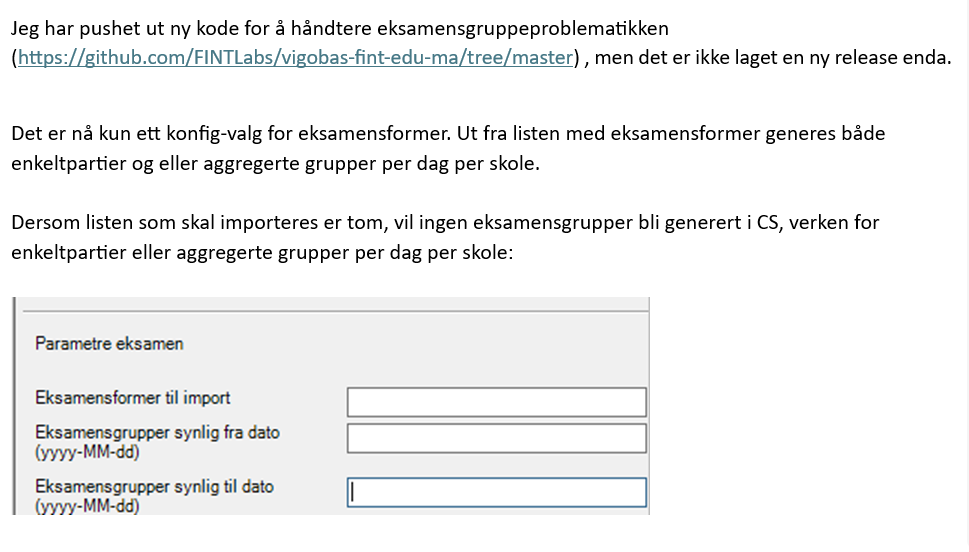 Jeg har pushet ut ny kode for å håndtere eksamensgruppeproblematikken
(https://github.com/FINTLabs/vigobas-fint-edu-ma/tree/master) , men det er ikke laget en ny release enda.
Det er nå kun ett konfig-valg for eksamensformer. Ut fra listen med eksamensformer generes både
enkeltpartier og eller aggregerte grupper per dag per skole.
Dersom listen som skal importeres er tom, vil ingen eksamensgrupper bli generert i CS, verken for
enkeltpartier eller aggregerte grupper per dag per skole:
Parametre eksamen
Eksamensformer til import
Eksamensgrupper synlig fra dato
(yyyy-MM-dd)
Eksamensgrupper synlig til dato
(yyyy-MM-dd)